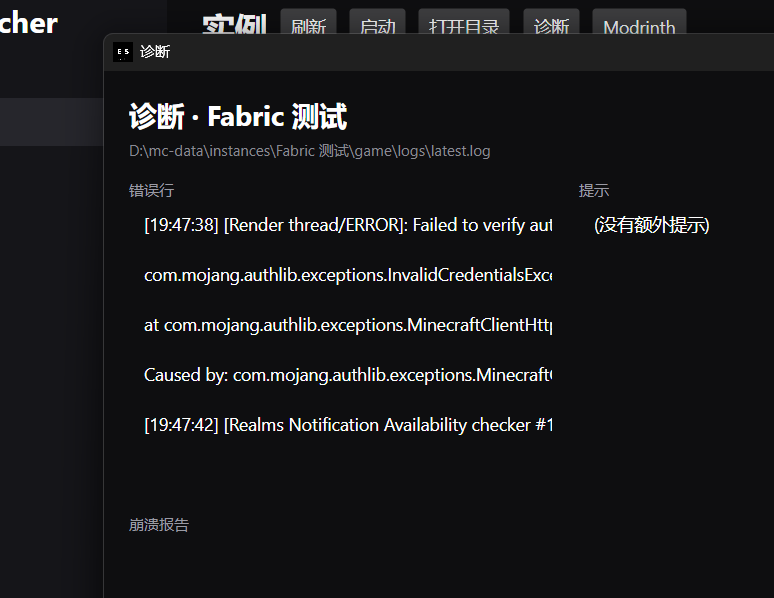 cher
实例 刷新 启动 打开目录 诊断 Modrinth
诊断
诊断 · Fabric 测试
D:\mc-data\instances\Fabric 测试\game\logs\latest.log
错误行 提示
[19:47:38] [Render thread/ERROR]: Failed to verify aut (没有额外提示)
com.mojang.authlib.exceptions.InvalidCredentialsExce
at com.mojang.authlib.exceptions.MinecraftClientHttp
Caused by: com.mojang.authlib.exceptions.MinecraftC
[19:47:42] [Realms Notification Availability checker #1
崩溃报告